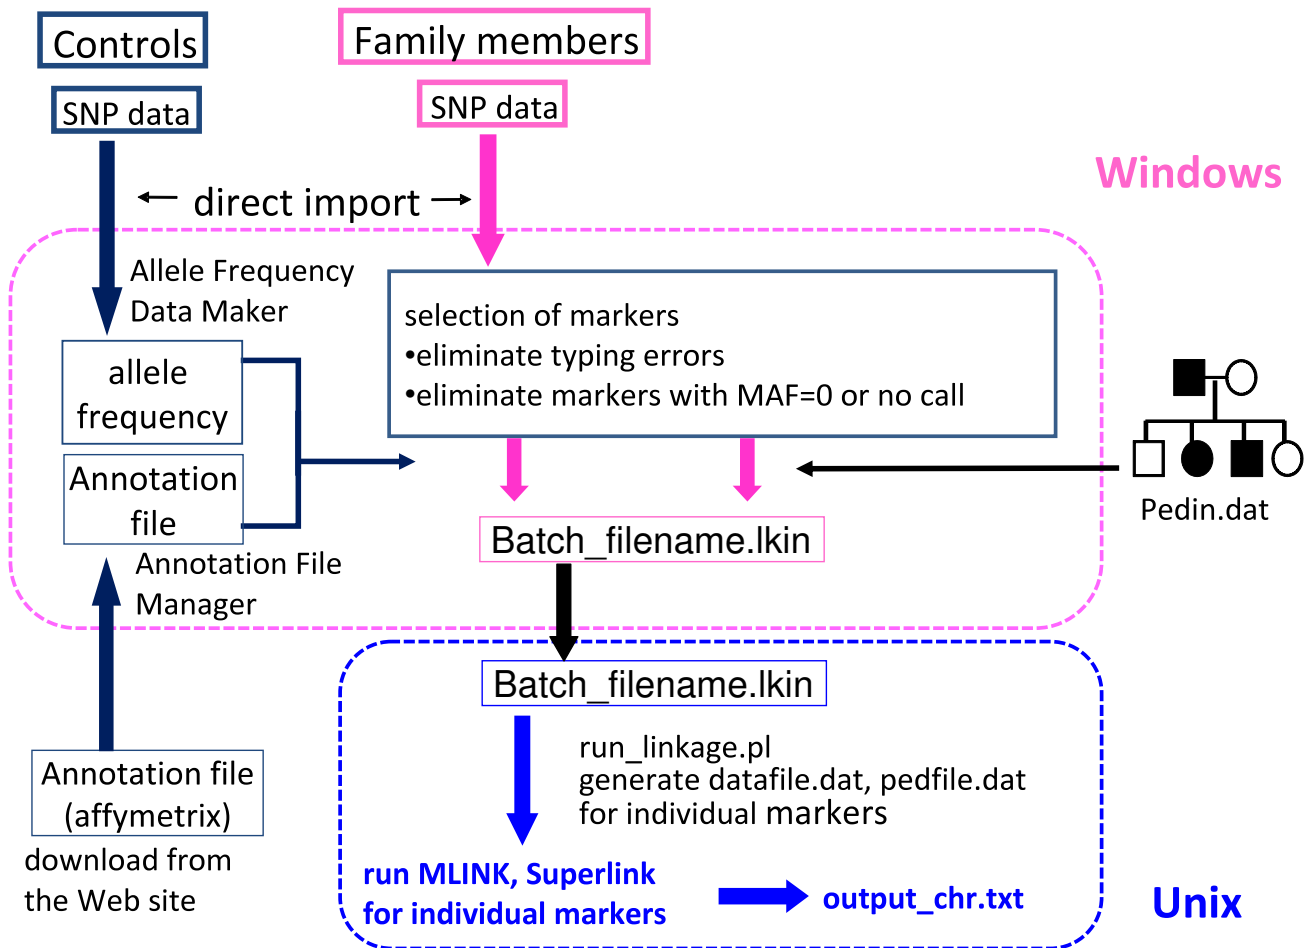 Controls
Family members
SNP data
SNP data
Windows
direct import
Allele Frequency
Data Maker
selection of markers
•eliminate typing errors
•eliminate markers with MAF=0 or no call
allele
frequency
Annotation
file
Pedin.dat
Batch_filename.lkin
Annotation File
Manager
Batch_filename.lkin
run_linkage.pl
generate datafile.dat, pedfile.dat
for individual markers
Annotation file
(affymetrix)
download from
the Web site
run MLINK, Superlink
for individual markers
output_chr.txt
Unix